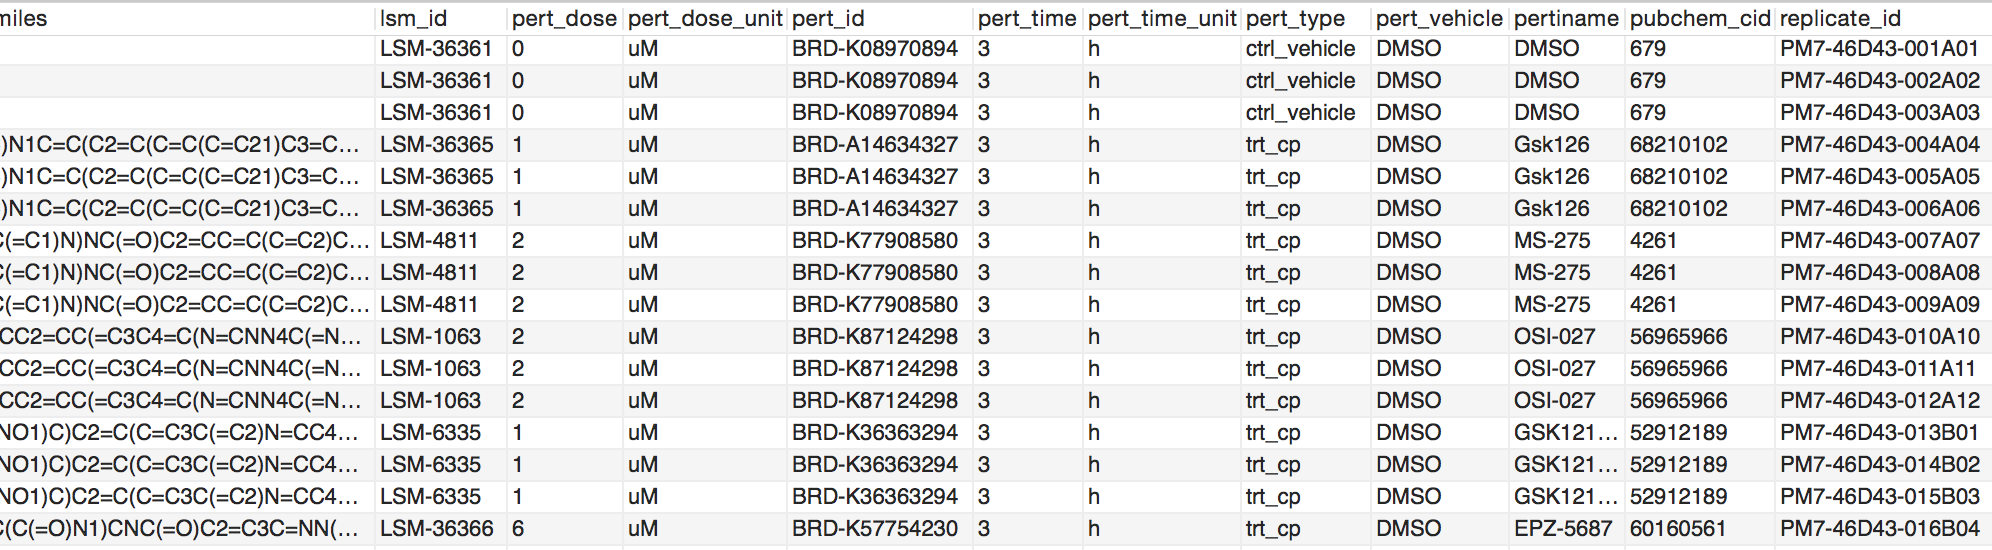 miles lsm_id pert_dose pert_dose_unit pert_id pert_time pert_time_unit pert_type pert_vehicle pertiname pubchem_cid replicate_id
LSM-36361 0 uM BRD-K08970894 3 h ctrl_vehicle DMSO DMSO 679 PM7-46D43-001A01
LSM-36361 0 uM BRD-K08970894 3 h ctrl_vehicle DMSO DMSO 679 PM7-46D43-002A02
LSM-36361 0 uM BRD-K08970894 3 h ctrl_vehicle DMSO DMSO 679 PM7-46D43-003A03
)N1C=C(C2=C(C=C(C=C21)C3=C... LSM-36365 1 uM BRD-A14634327 3 h trt_cp DMSO Gsk126 68210102 PM7-46D43-004A04
)N1C=C(C2=C(C=C(C=C21)C3=C... LSM-36365 1 uM BRD-A14634327 3 h trt_cp DMSO Gsk126 68210102 PM7-46D43-005A05
)N1C=C(C2=C(C=C(C=C21)C3=C... LSM-36365 1 uM BRD-A14634327 3 h trt_cp DMSO Gsk126 68210102 PM7-46D43-006A06
C(=C1)N)NC(=O)C2=CC=C(C=C2)C... LSM-4811 2 uM BRD-K77908580 3 h trt_cp DMSO MS-275 4261 PM7-46D43-007A07
C(=C1)N)NC(=O)C2=CC=C(C=C2)C... LSM-4811 2 uM BRD-K77908580 3 h trt_cp DMSO MS-275 4261 PM7-46D43-008A08
C(=C1)N)NC(=O)C2=CC=C(C=C2)C... LSM-4811 2 uM BRD-K77908580 3 h trt_cp DMSO MS-275 4261 PM7-46D43-009A09
CC2=CC(=C3C4=C(N=CNN4C(=N... LSM-1063 2 uM BRD-K87124298 3 h trt_cp DMSO OSI-027 56965966 PM7-46D43-010A10
CC2=CC(=C3C4=C(N=CNN4C(=N... LSM-1063 2 uM BRD-K87124298 3 h trt_cp DMSO OSI-027 56965966 PM7-46D43-011A11
CC2=CC(=C3C4=C(N=CNN4C(=N... LSM-1063 2 uM BRD-K87124298 3 h trt_cp DMSO OSI-027 56965966 PM7-46D43-012A12
NO1)C)C2=C(C=C3C(=C2)N=CC4... LSM-6335 1 uM BRD-K36363294 3 h trt_cp DMSO GSK121... 52912189 PM7-46D43-013B01
NO1)C)C2=C(C=C3C(=C2)N=CC4... LSM-6335 1 uM BRD-K36363294 3 h trt_cp DMSO GSK121... 52912189 PM7-46D43-014B02
NO1)C)C2=C(C=C3C(=C2)N=CC4... LSM-6335 1 uM BRD-K36363294 3 h trt_cp DMSO GSK121... 52912189 PM7-46D43-015B03
C(C(=O)N1)CNC(=O)C2=C3C=NN(... LSM-36366 6 uM BRD-K57754230 3 h trt_cp DMSO EPZ-5687 60160561 PM7-46D43-016B04